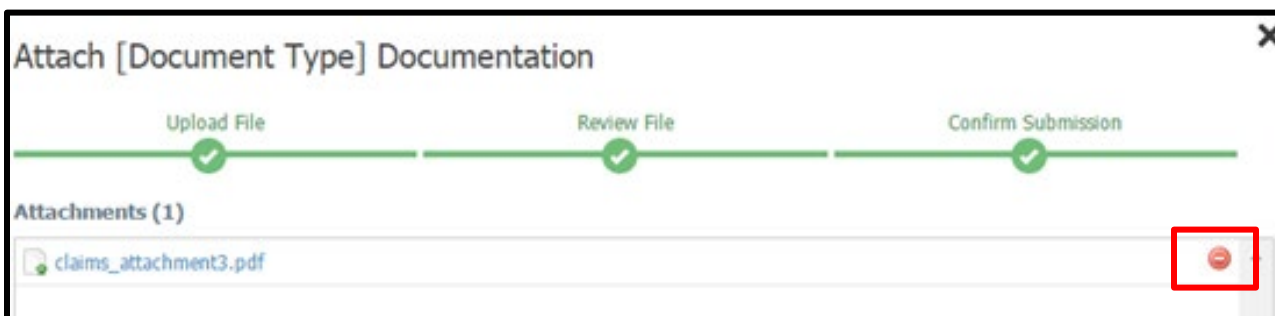 Attach [Document Type] Documentation
Upload File
Review File
Confirm Submission
Attachments (1)
claims_attachment3.pdf